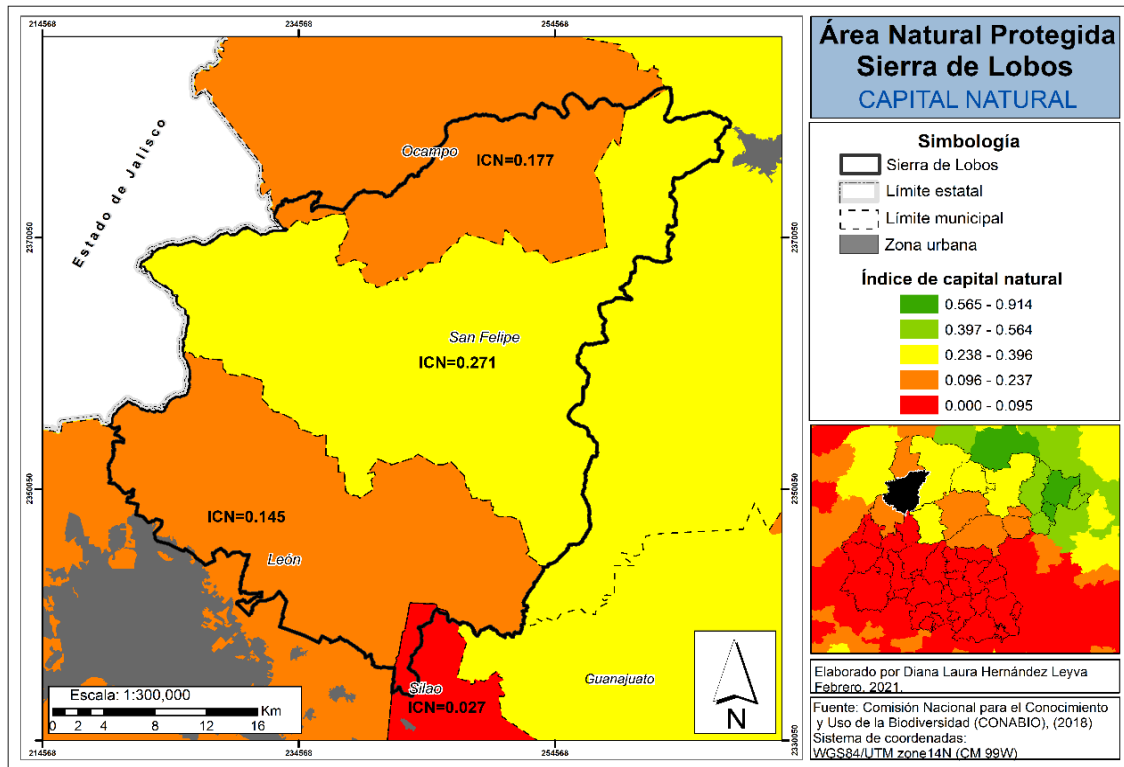 214568
234568
254568
Área Natural Protegida
Sierra de Lobos
CAPITAL NATURAL
Simbología
Sierra de Lobos
Límite estatal
Límite municipal
Zona urbana
Índice de capital natural
0.565 - 0.914
0.397 - 0.564
0.238 - 0.396
0.096 - 0.237
0.000 - 0.095
Estado de Jalisco
Ocampo
ICN=0.177
2370050
2370050
San Felipe
ICN=0.271
2350050
2350050
ICN=0.145
León
Silao
ICN=0.027
Guanajuato
N
Escala: 1:300,000
Km
0 2 4 8 12 16
2330050
214568
234568
254568
Elaborado por Diana Laura Hernández Leyva
Febrero, 2021.
Fuente: Comisión Nacional para el Conocimiento
y Uso de la Biodiversidad (CONABIO), (2018)
Sistema de coordenadas:
WGS84/UTM zone14N (CM 99W)